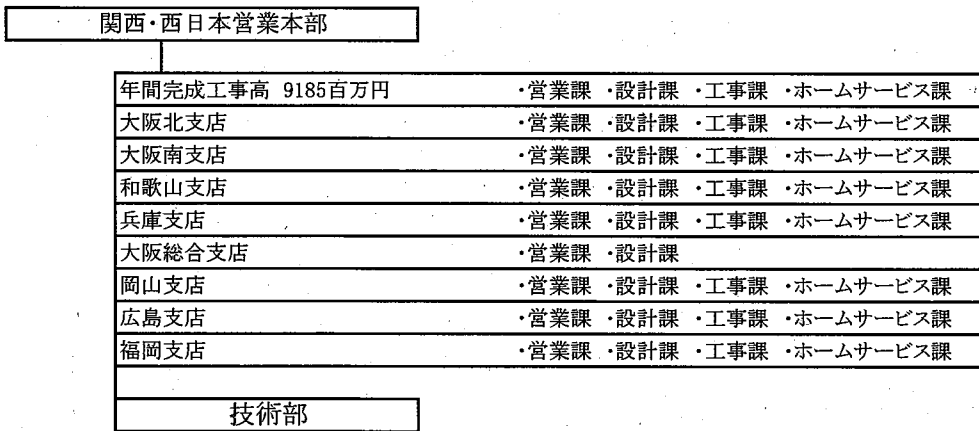 関西・西日本営業本部
年間完成工事高 9185百万円 ・営業課 ・設計課 ・工事課 ・ホームサービス課
大阪北支店 ・営業課 ・設計課 ・工事課 ・ホームサービス課
大阪南支店 ・営業課 ・設計課 ・工事課 ・ホームサービス課
和歌山支店 ・営業課 ・設計課 ・工事課 ・ホームサービス課
兵庫支店 ・営業課 ・設計課 ・工事課 ・ホームサービス課
大阪総合支店 ・営業課 ・設計課
岡山支店 ・営業課 ・設計課 ・工事課 ・ホームサービス課
広島支店 ・営業課 ・設計課 ・工事課 ・ホームサービス課
福岡支店 ・営業課 ・設計課 ・工事課 ・ホームサービス課
技術部